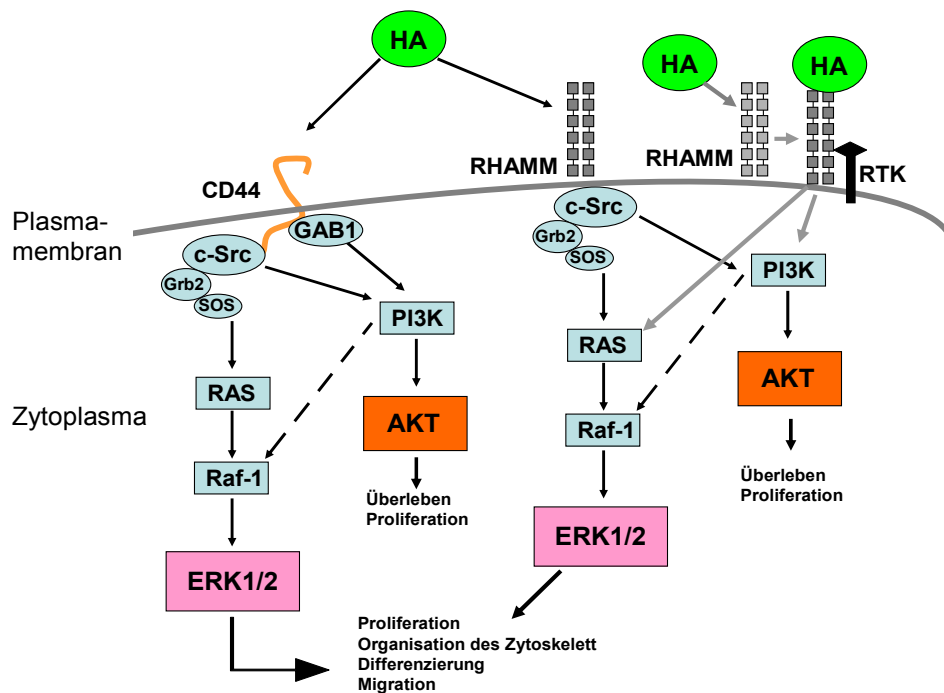 HA
HA
HA
RHAMM
RHAMM
RTK
CD44
Plasma-
membran
GAB1
c-Src
Grb2
SOS
c-Src
Grb2
SOS
PI3K
PI3K
RAS
RAS
AKT
AKT
Zytoplasma
Raf-1
Raf-1
Überleben
Proliferation
Überleben
Proliferation
ERK1/2
ERK1/2
Proliferation
Organisation des Zytoskelett
Differenzierung
Migration